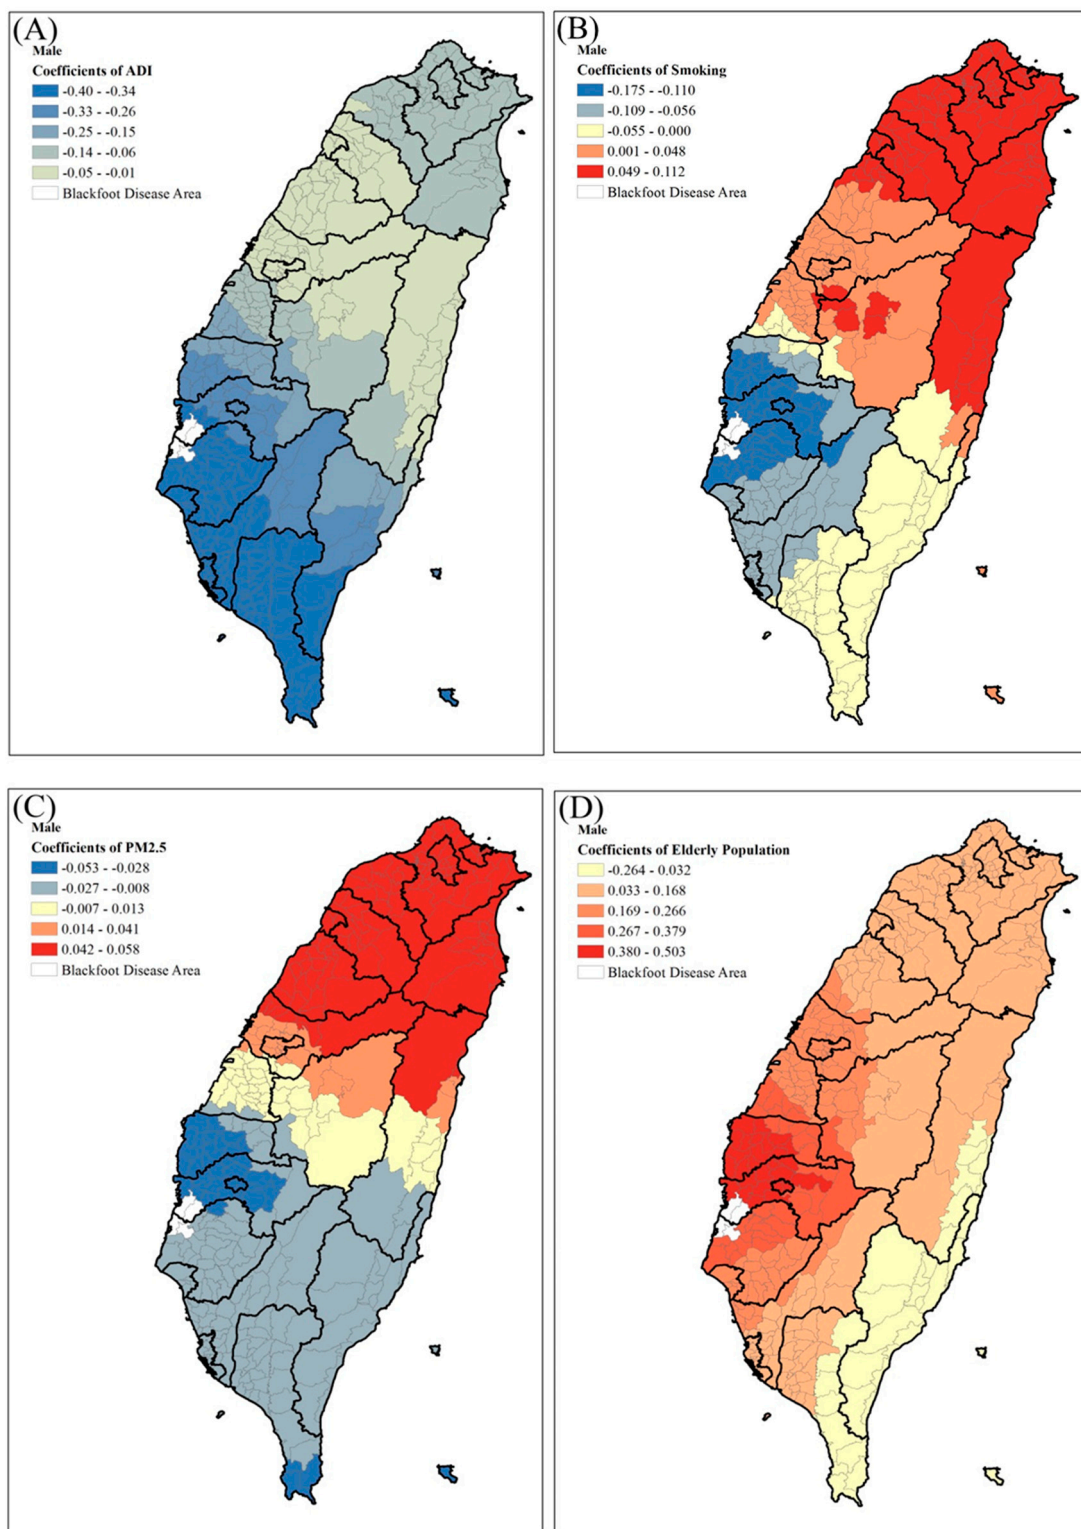 (A)
Male
Coefficients of ADI
-0.40 - -0.34
-0.33 - -0.26
-0.25 - -0.15
-0.14 - -0.06
-0.05 - -0.01
Blackfoot Disease Area
(B)
Male
Coefficients of Smoking
-0.175 - -0.110
-0.109 - -0.056
-0.055 - 0.000
0.001 - 0.048
0.049 - 0.112
Blackfoot Disease Area
(C)
Male
Coefficients of PM2.5
-0.053 - -0.028
-0.027 - -0.008
-0.007 - 0.013
0.014 - 0.041
0.042 - 0.058
Blackfoot Disease Area
(D)
Male
Coefficients of Elderly Population
-0.264 - 0.032
0.033 - 0.168
0.169 - 0.266
0.267 - 0.379
0.380 - 0.503
Blackfoot Disease Area